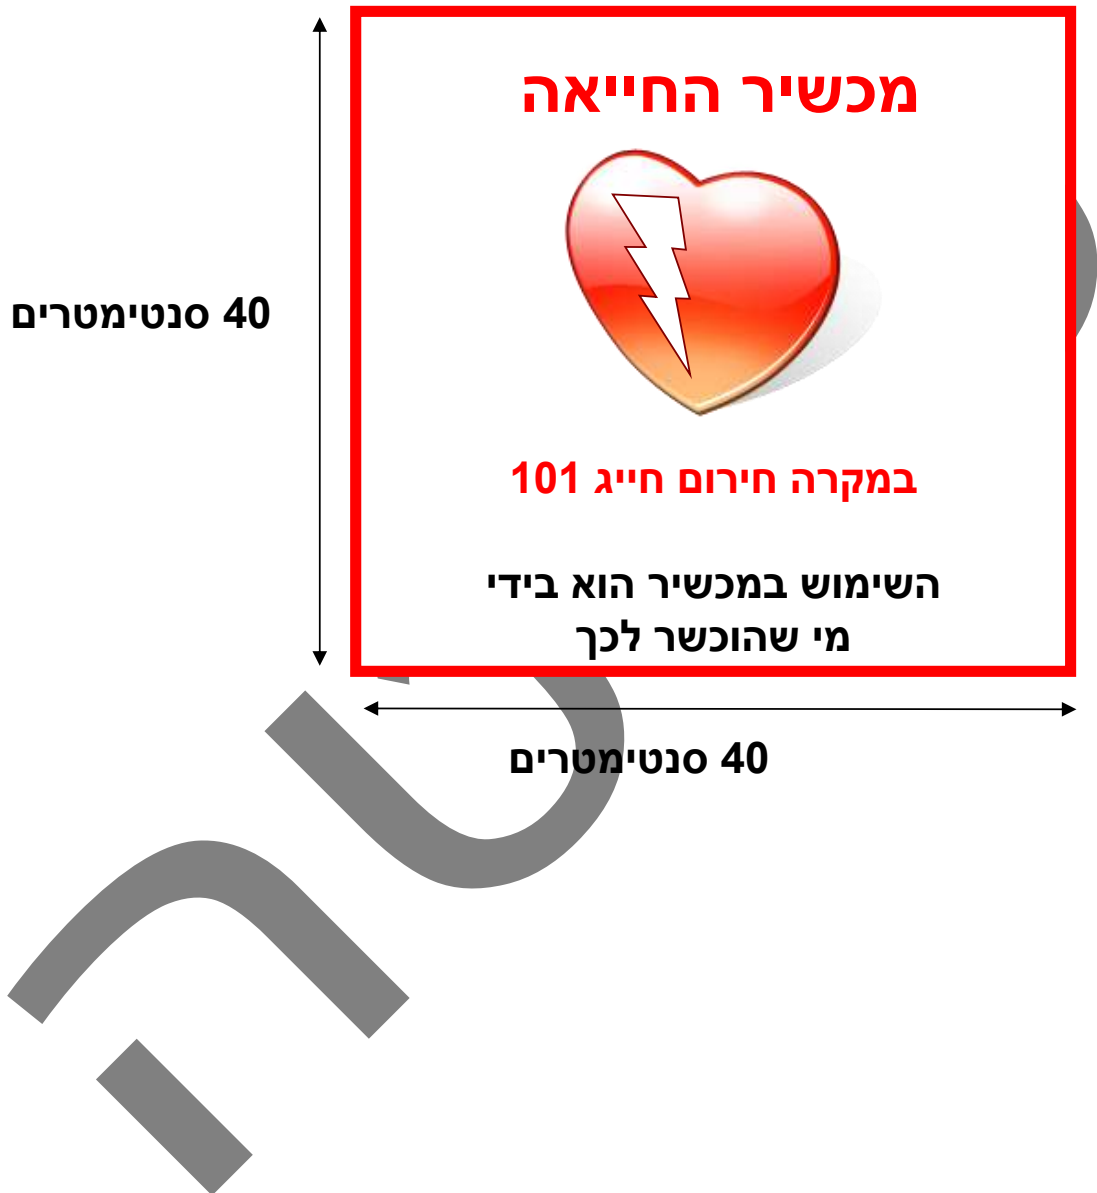 מכשיר החייאה
40 סנטימטרים
במקרה חירום חייג 101
השימוש במכשיר הוא בידי
מי שהוכשר לכך
40 סנטימטרים